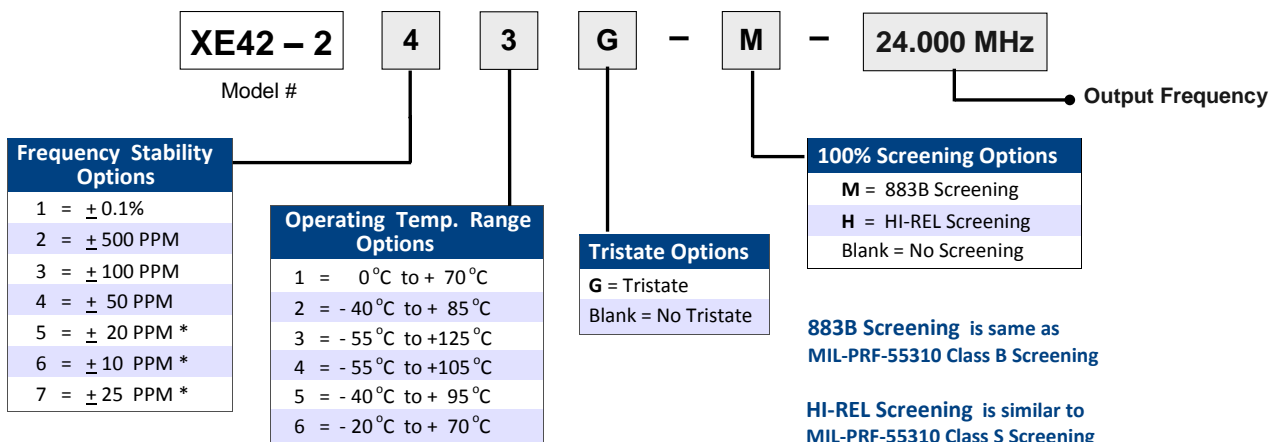 XE42 – 2 4 3 G – M – 24.000 MHz
Model #
Output Frequency
Frequency Stability
Options
1 = ± 0.1%
2 = ± 500 PPM
3 = ± 100 PPM
4 = ± 50 PPM
5 = ± 20 PPM *
6 = ± 10 PPM *
7 = ± 25 PPM *
Operating Temp. Range
Options
1 = 0 °C to + 70 °C
2 = - 40 °C to + 85 °C
3 = - 55 °C to +125 °C
4 = - 55 °C to +105 °C
5 = - 40 °C to + 95 °C
6 = - 20 °C to + 70 °C
Tristate Options
G = Tristate
Blank = No Tristate
100% Screening Options
M = 883B Screening
H = HI-REL Screening
Blank = No Screening
883B Screening is same as
MIL-PRF-55310 Class B Screening
HI-REL Screening is similar to
MIL-PRF-55310 Class S Screening